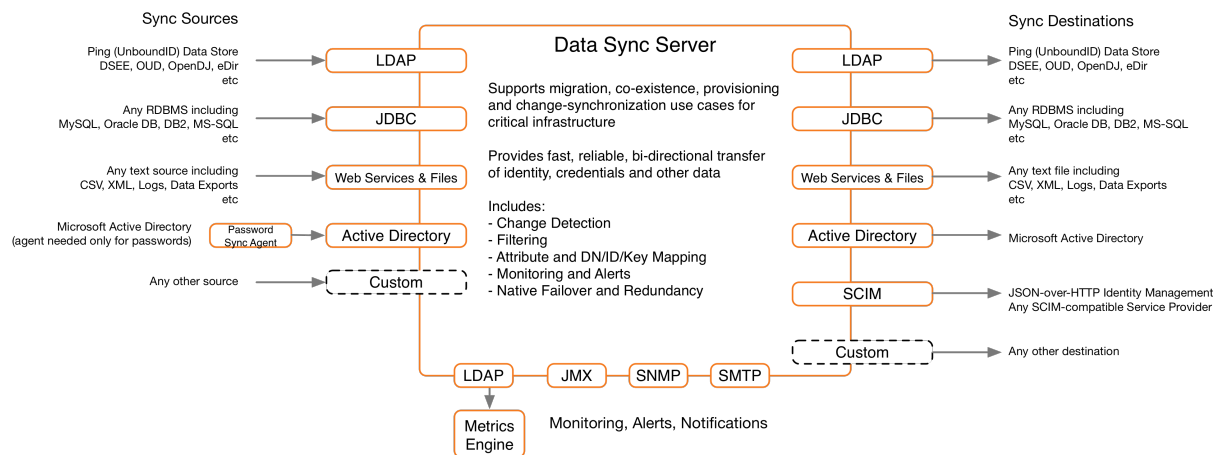 Sync Sources
Ping (UnboundID) Data Store
DSEE, OUD, OpenDJ, eDir
etc
Any RDBMS including
MySQL, Oracle DB, DB2, MS-SQL
etc
Any text source including
CSV, XML, Logs, Data Exports
etc
Microsoft Active Directory
(agent needed only for passwords)
Password
Sync Agent
Any other source
LDAP
JDBC
Web Services & Files
Active Directory
Custom
Data Sync Server
Supports migration, co-existence, provisioning
and change-synchronization use cases for
critical infrastructure
Provides fast, reliable, bi-directional transfer
of identity, credentials and other data
Includes:
- Change Detection
- Filtering
- Attribute and DN/ID/Key Mapping
- Monitoring and Alerts
- Native Failover and Redundancy
LDAP
JDBC
Web Services & Files
Active Directory
SCIM
Custom
Sync Destinations
Ping (UnboundID) Data Store
DSEE, OUD, OpenDJ, eDir
etc
Any RDBMS including
MySQL, Oracle DB, DB2, MS-SQL
etc
Any text file including
CSV, XML, Logs, Data Exports
etc
Microsoft Active Directory
JSON-over-HTTP Identity Management
Any SCIM-compatible Service Provider
Any other destination
LDAP
JMX
SNMP
SMTP
Metrics
Engine
Monitoring, Alerts, Notifications